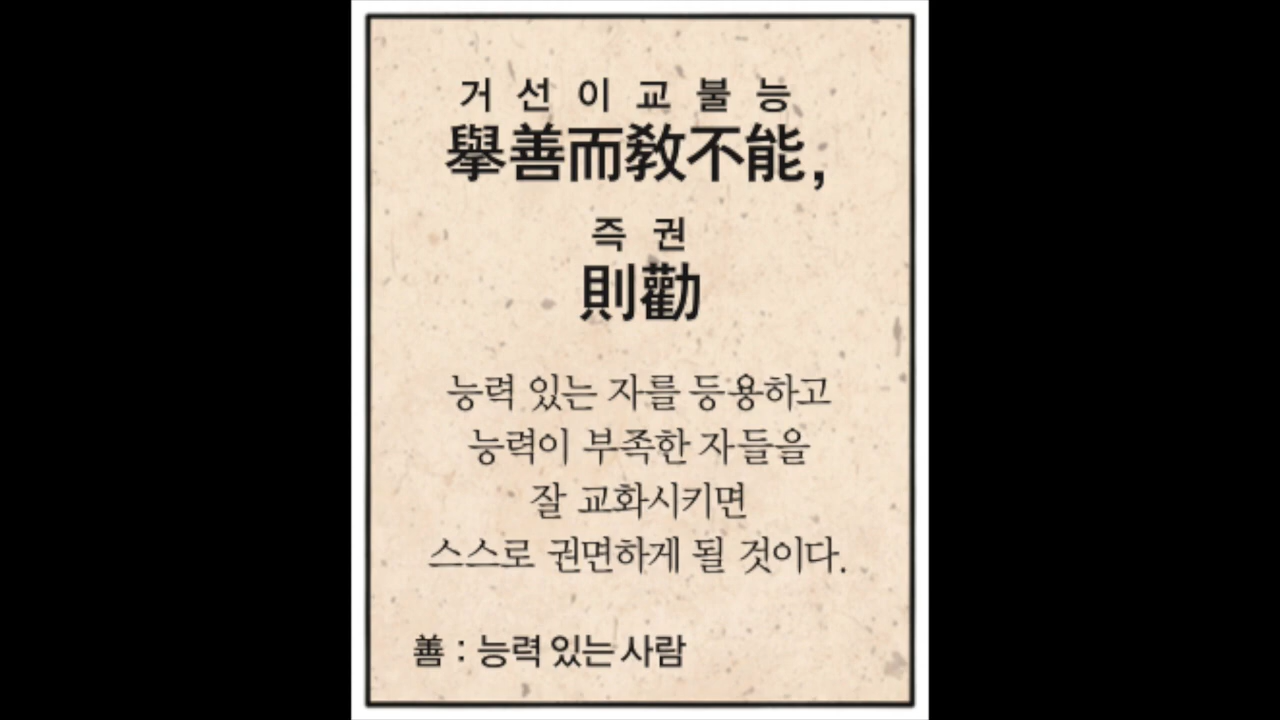 거 선 이 교 불 능
擧善而敎不能,
즉 권
則勸
능력 있는 자를 등용하고
능력이 부족한 자들을
잘 교화시키면
스스로 권면하게 될 것이다.
善 : 능력 있는 사람